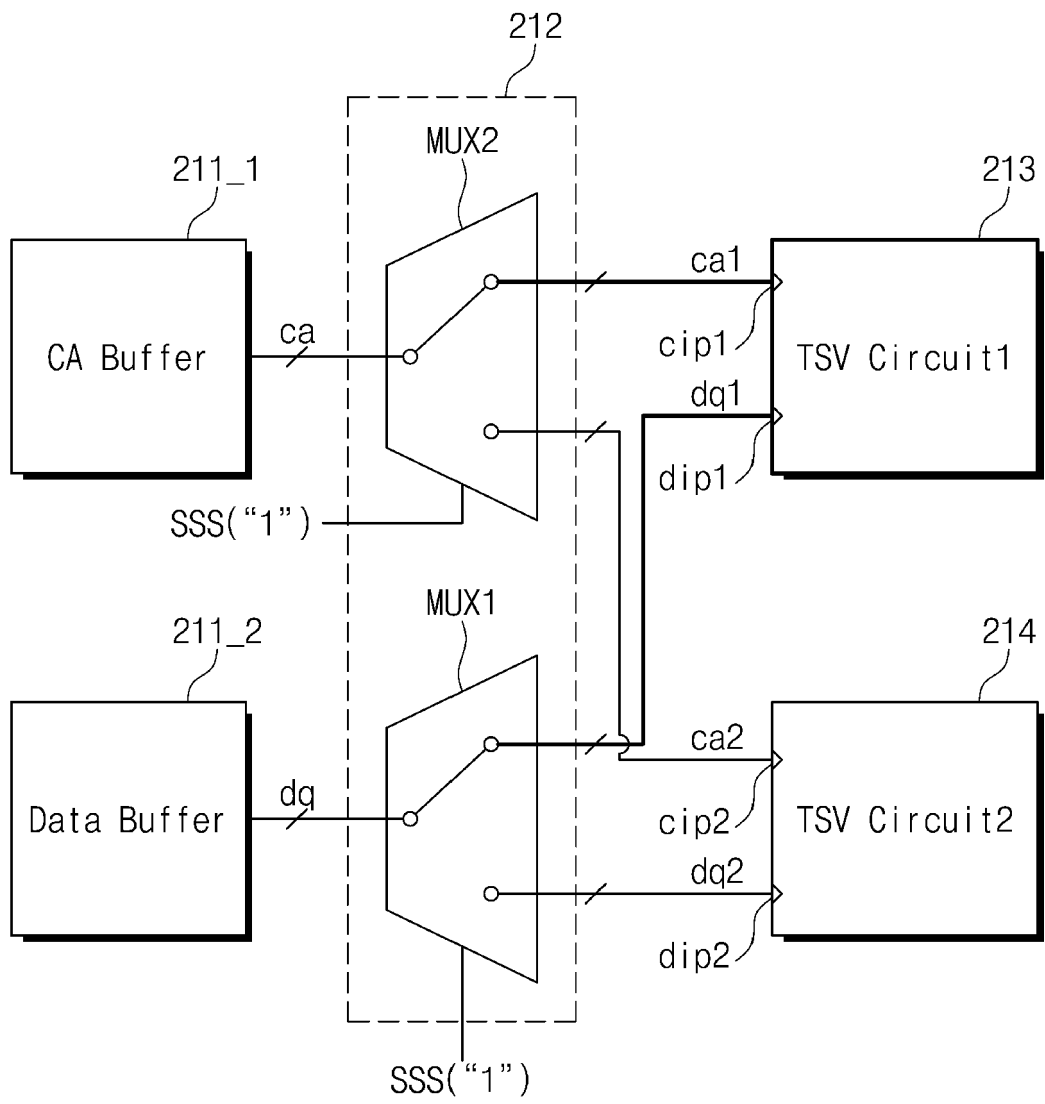 212
MUX2
211_1
213
CA Buffer
ca
ca1
cip1
TSV Circuit1
dq1
dip1
SSS(“1”)
MUX1
211_2
214
Data Buffer
dq
ca2
cip2
TSV Circuit2
dq2
dip2
SSS(“1”)